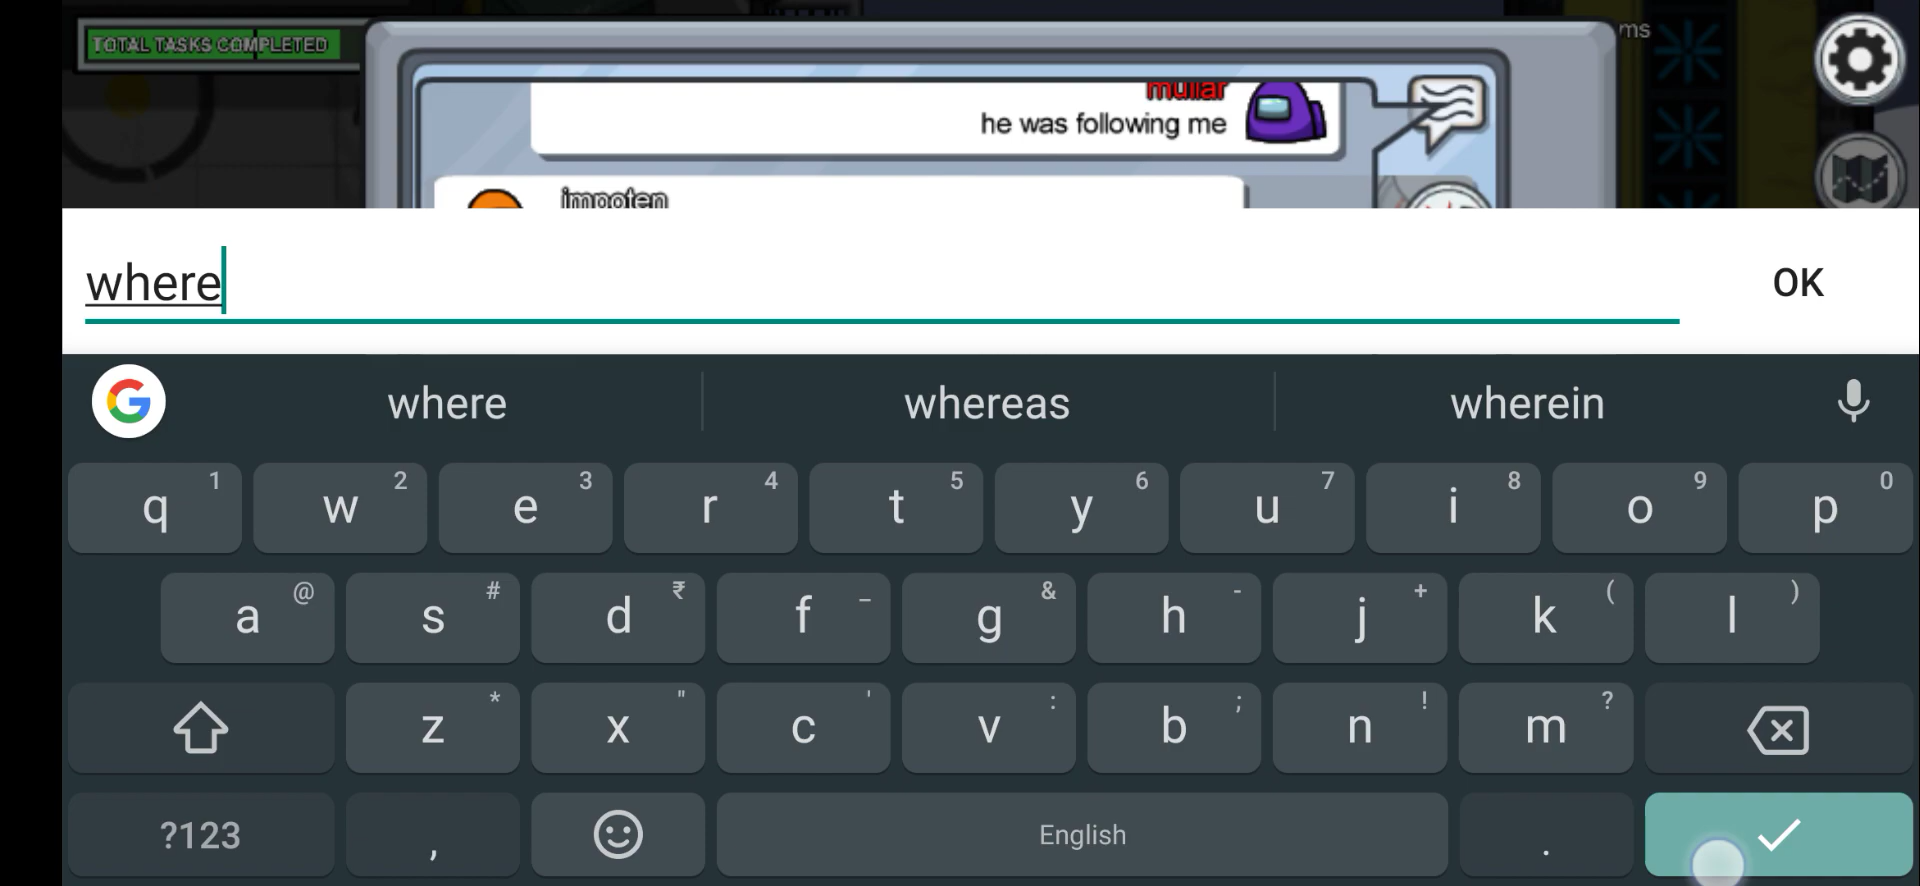 TOTAL TASKS COMPLETED
ms
mullar
he was following me
impoten
where
OK
where whereas wherein
q 1 w 2 e 3 r 4 t 5 y 6 u 7 i 8 o 9 p 0
a @ s # d ₹ f _ g & h - j + k ( l )
z * x " c ' v : b ; n ! m ?
?123 , English .